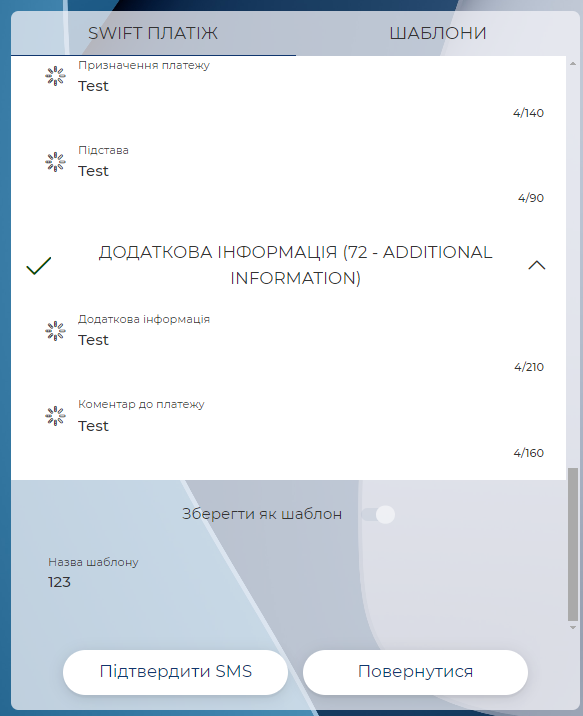 SWIFT ПЛАТІЖ
ШАБЛОНИ
Призначення платежу
Test
4/140
Підстава
Test
4/90
ДОДАТКОВА ІНФОРМАЦІЯ (72 - ADDITIONAL
INFORMATION)
Додаткова інформація
Test
4/210
Коментар до платежу
Test
4/160
Зберегти як шаблон
Назва шаблону
123
Підтвердити SMS
Повернутися